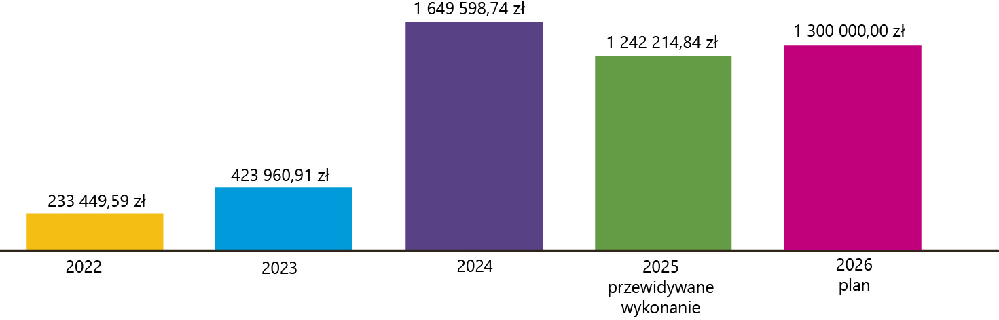 1 649 598,74 zł
1 300 000,00 zł
1 242 214,84 zł
423 960,91 zł
233 449,59 zł
2022
2023
2024
2025
przewidywane
wykonanie
2026
plan